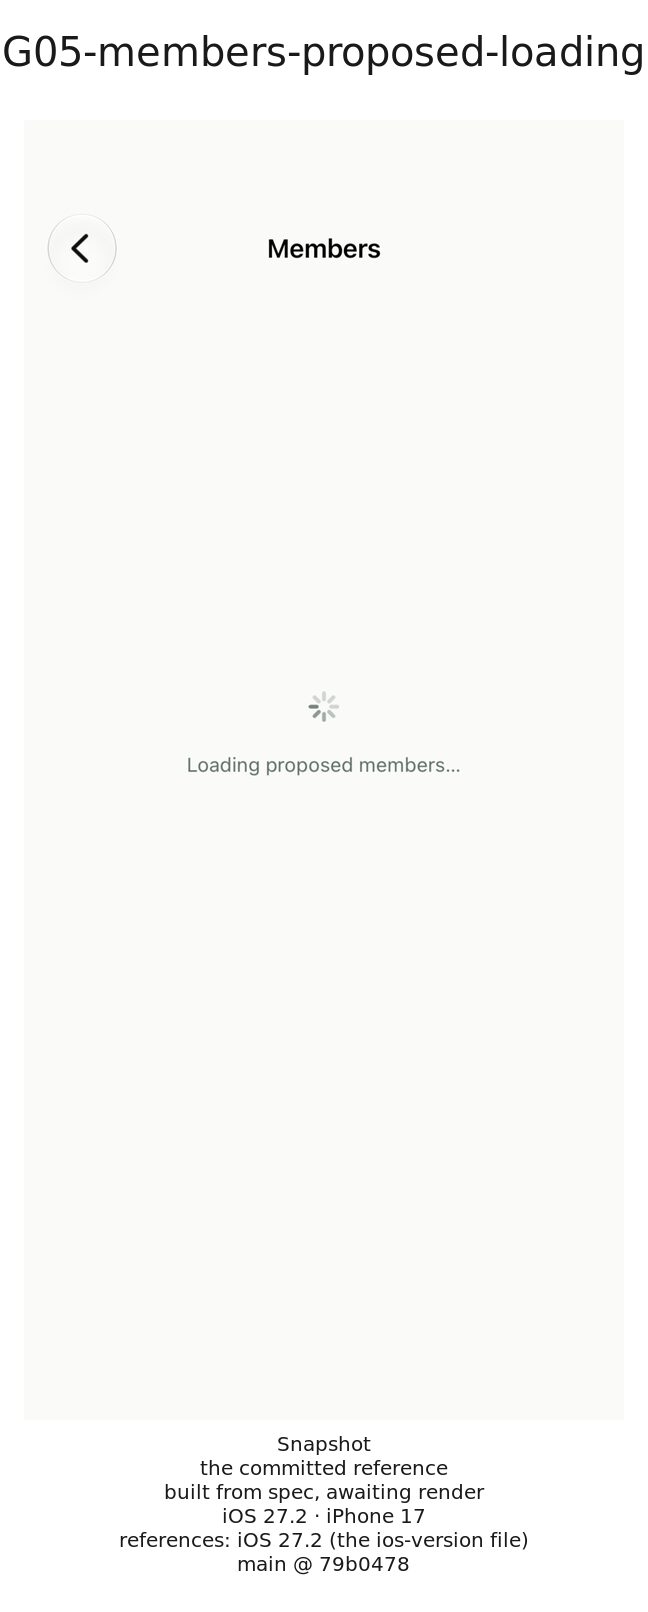 G05-members-proposed-loading
Members
Loading proposed members...
Snapshot
the committed reference
built from spec, awaiting render
iOS 27.2 · iPhone 17
references: iOS 27.2 (the ios-version file)
main @ 79b0478